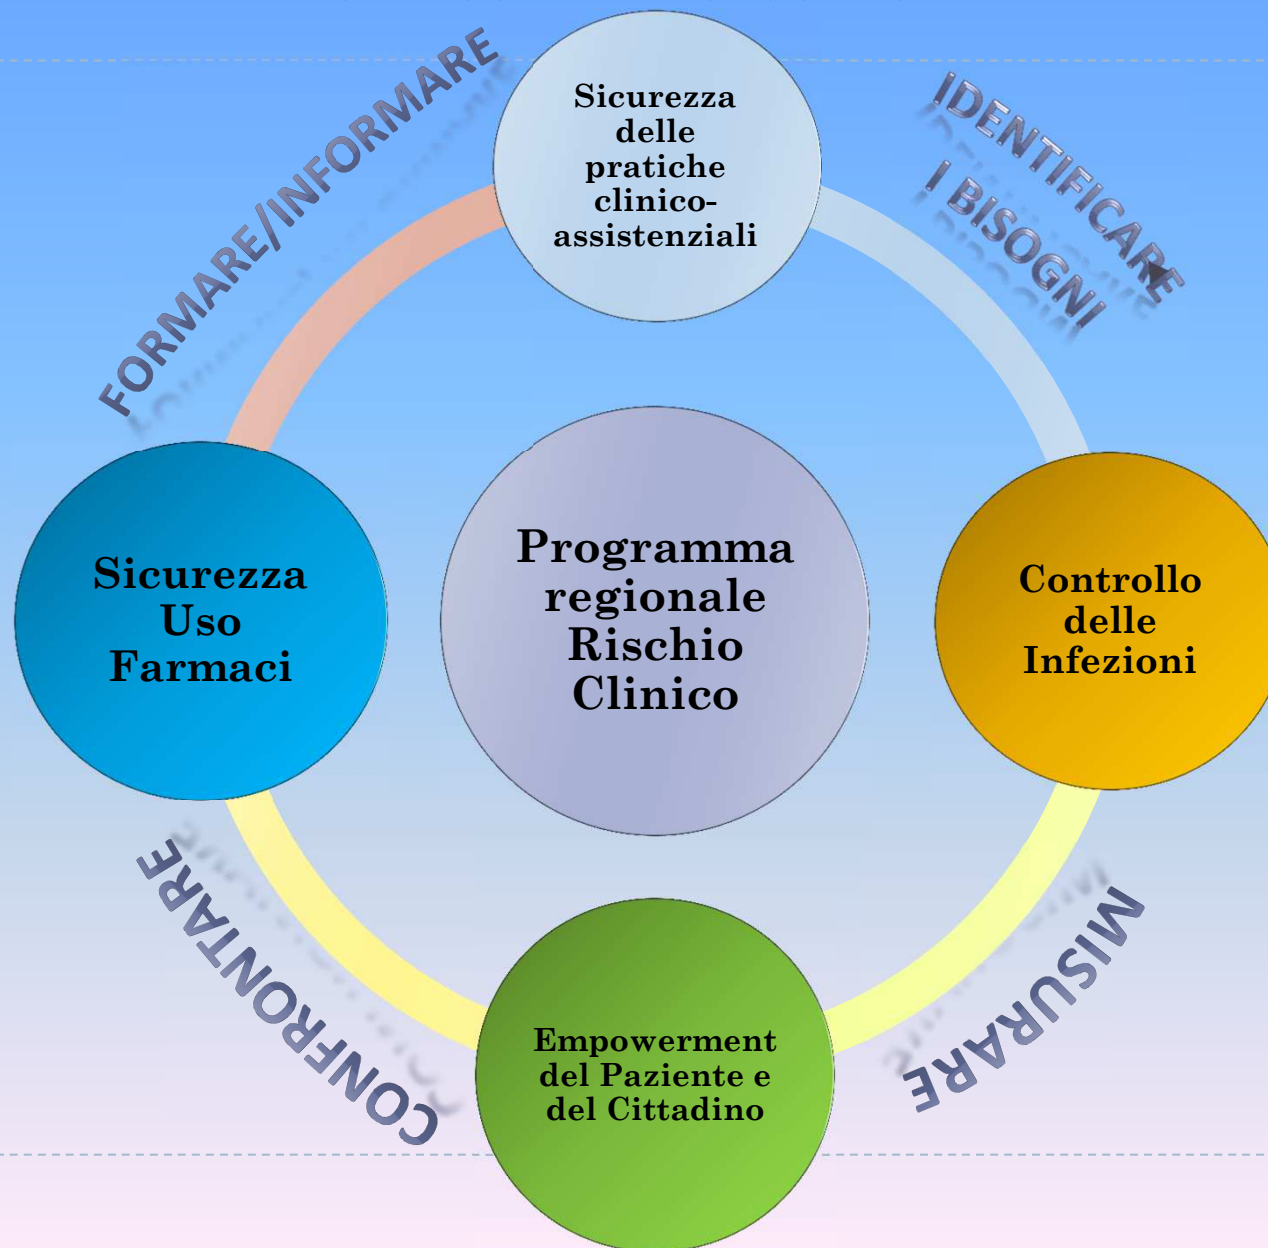 FORMARE/INFORMARE
Sicurezza
delle
pratiche
clinico-
assistenziali
IDENTIFICARE
I BISOGNI
Sicurezza
Uso
Farmaci
Programma
regionale
Rischio
Clinico
Controllo
delle
Infezioni
CONFRONTARE
Empowerment
del Paziente e
del Cittadino
MISURARE